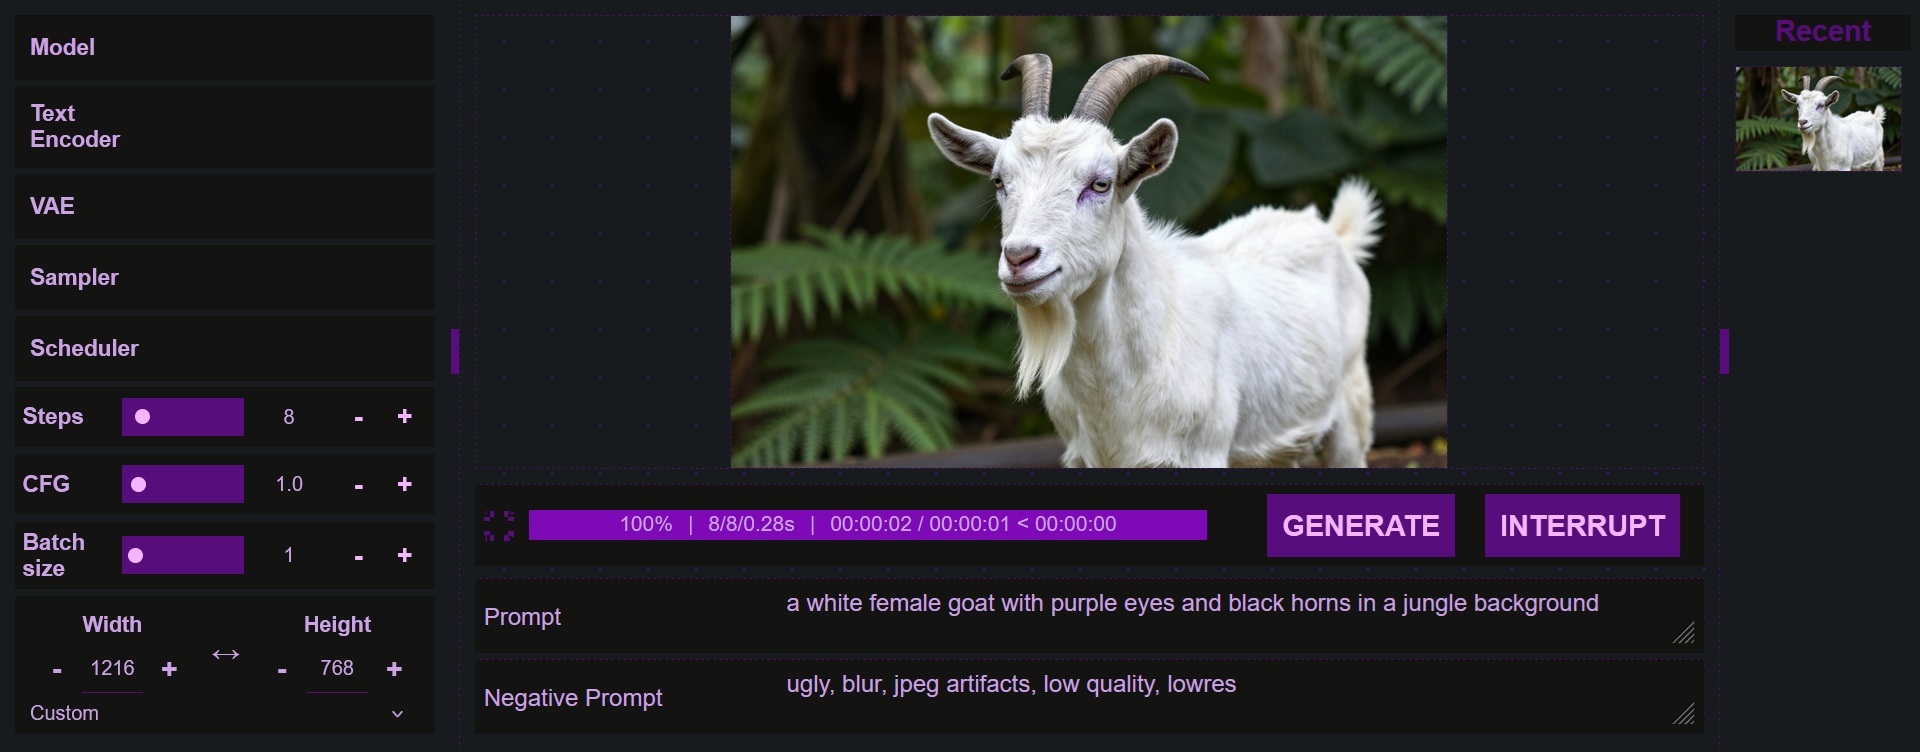 Model
Text
Encoder
VAE
Sampler
Scheduler
Steps 8 - +
CFG 1.0 - +
Batch
size 1 - +
Width Height
- 1216 + ↔ - 768 +
Custom
100% | 8/8/0.28s | 00:00:02 / 00:00:01 < 00:00:00
GENERATE INTERRUPT
Prompt a white female goat with purple eyes and black horns in a jungle background
Negative Prompt ugly, blur, jpeg artifacts, low quality, lowres
Recent